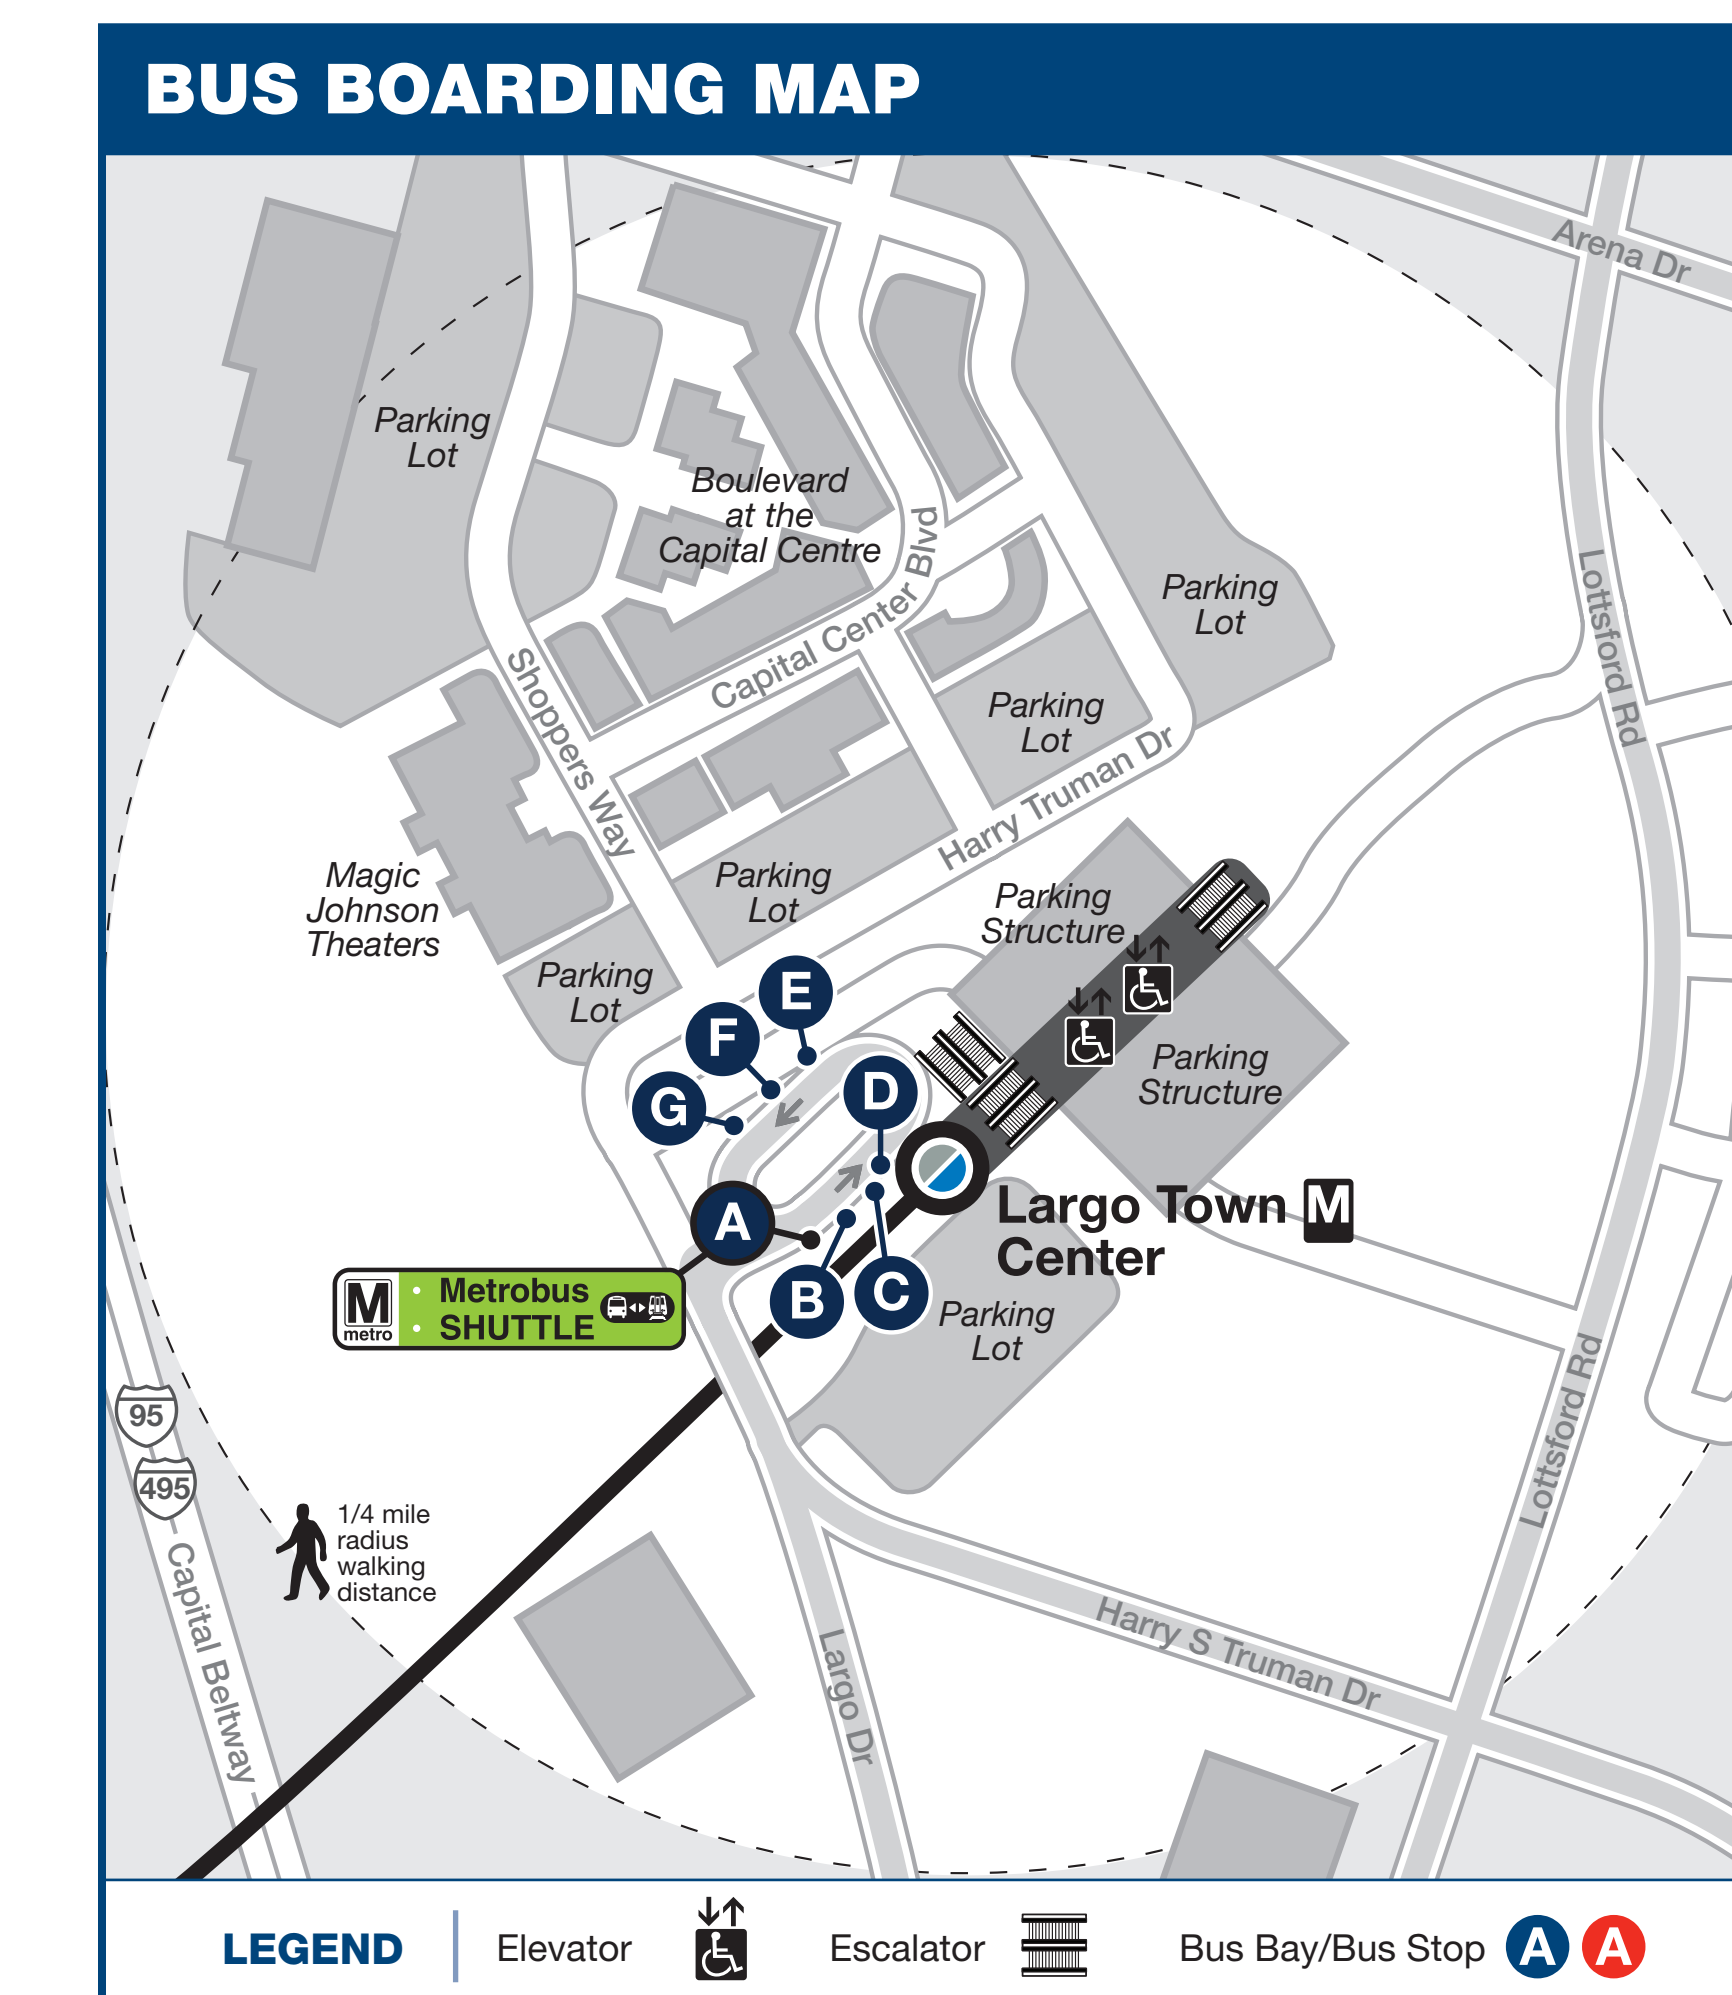 BUS BOARDING MAP
Arena Dr
Parking
Lot
Boulevard
at the
Capital Centre
Capital Center Blvd
Parking
Lot
Lottsford Rd
Shoppers Way
Parking
Lot
Harry Truman Dr
Magic
Johnson
Theaters
Parking
Lot
Parking
Structure
Parking
Lot
E
F
G
D
Parking
Structure
A
Largo Town
Center
M
B
C
M
metro
• Metrobus
• SHUTTLE
Parking
Lot
95
495
Capital Beltway
1/4 mile
radius
walking
distance
Lottsford Rd
Harry S Truman Dr
Largo Dr
LEGEND
Elevator
Escalator
Bus Bay/Bus Stop
A
A